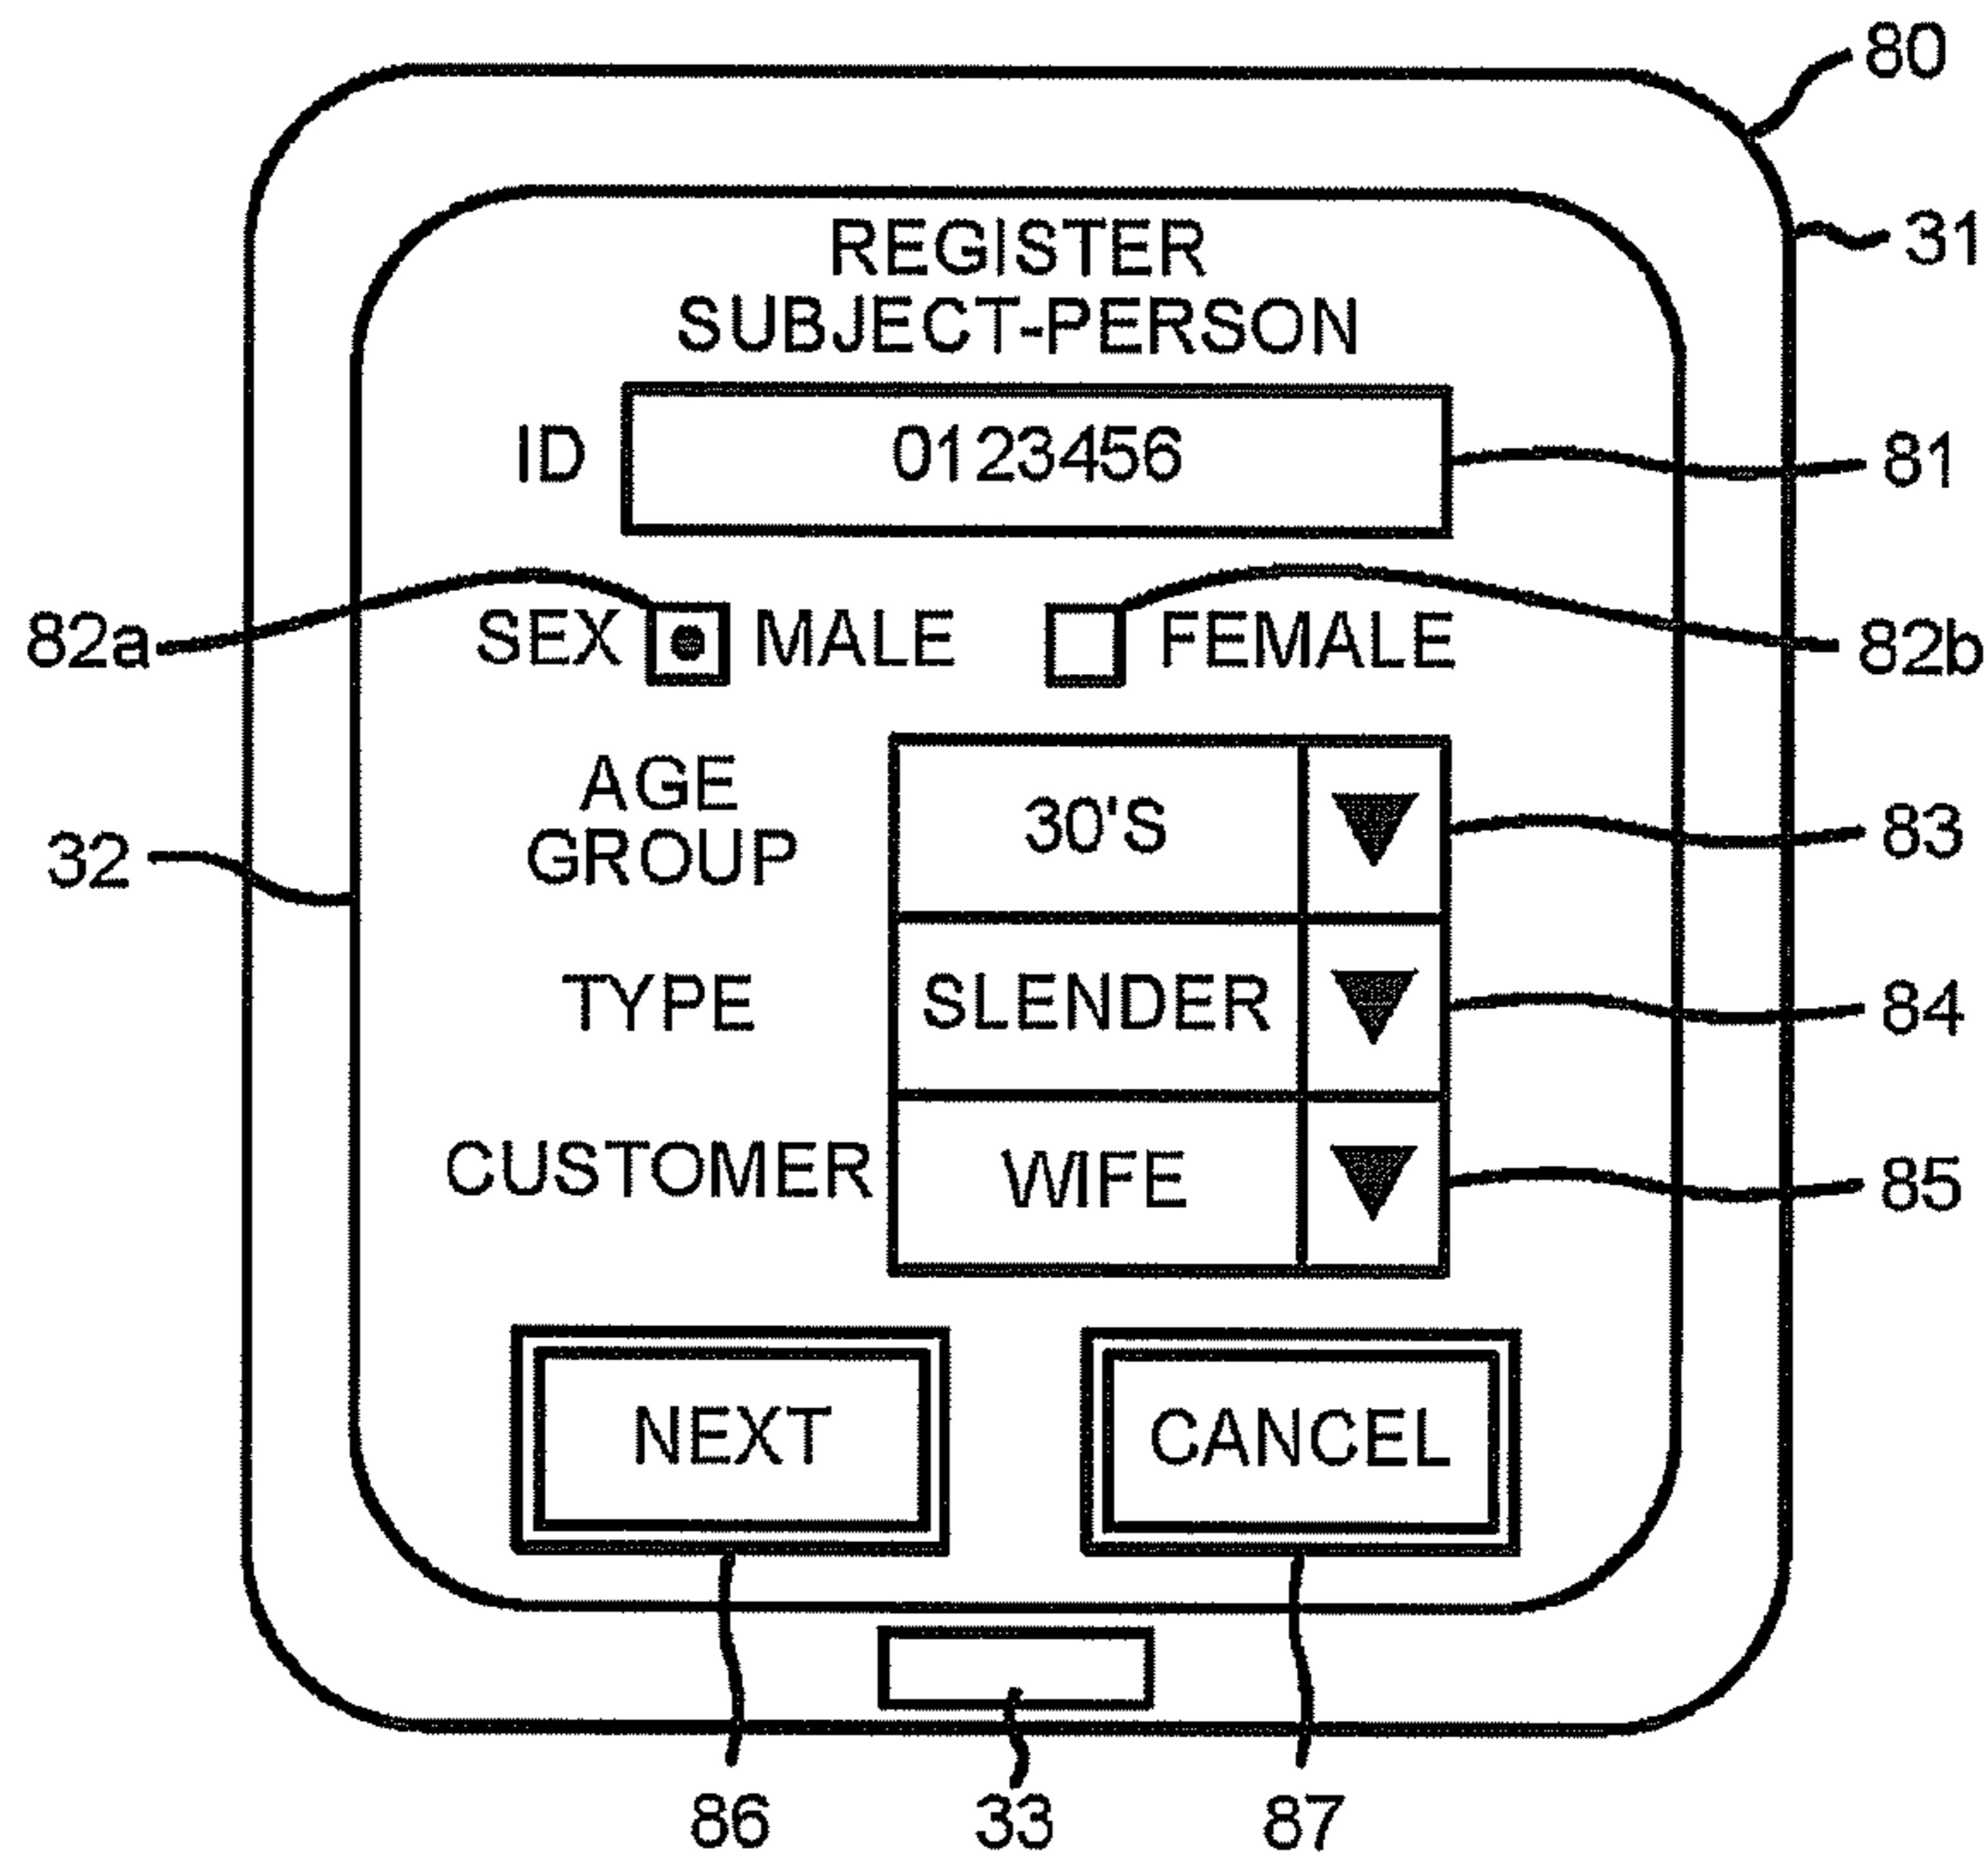 80
31
REGISTER
SUBJECT-PERSON
ID 0123456 81
82a SEX MALE FEMALE 82b
AGE
GROUP
30'S 83
32
TYPE SLENDER 84
CUSTOMER WIFE 85
NEXT CANCEL
86 33 87